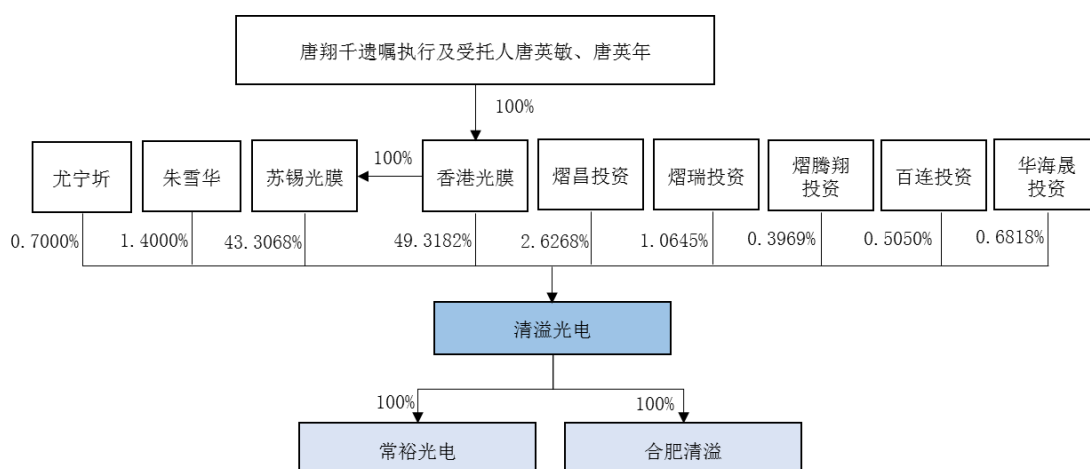 唐翔千遗嘱执行及受托人唐英敏、唐英年
100%
尤宁圻
朱雪华
苏锡光膜
100%
香港光膜
熠昌投资
熠瑞投资
熠腾翔
投资
百连投资
华海晟
投资
0.7000%
1.4000%
43.3068%
49.3182%
2.6268%
1.0645%
0.3969%
0.5050%
0.6818%
清溢光电
100%
100%
常裕光电
合肥清溢